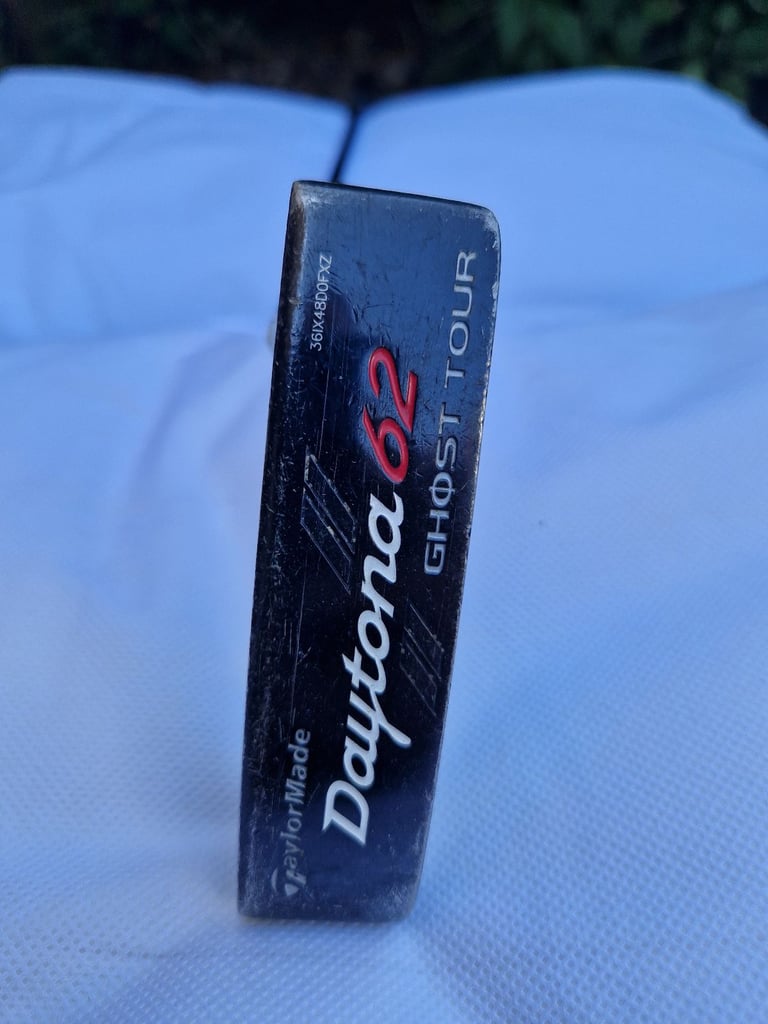 TaylorMade
36IX48D0FXZ
Daytona 62
GHOST TOUR